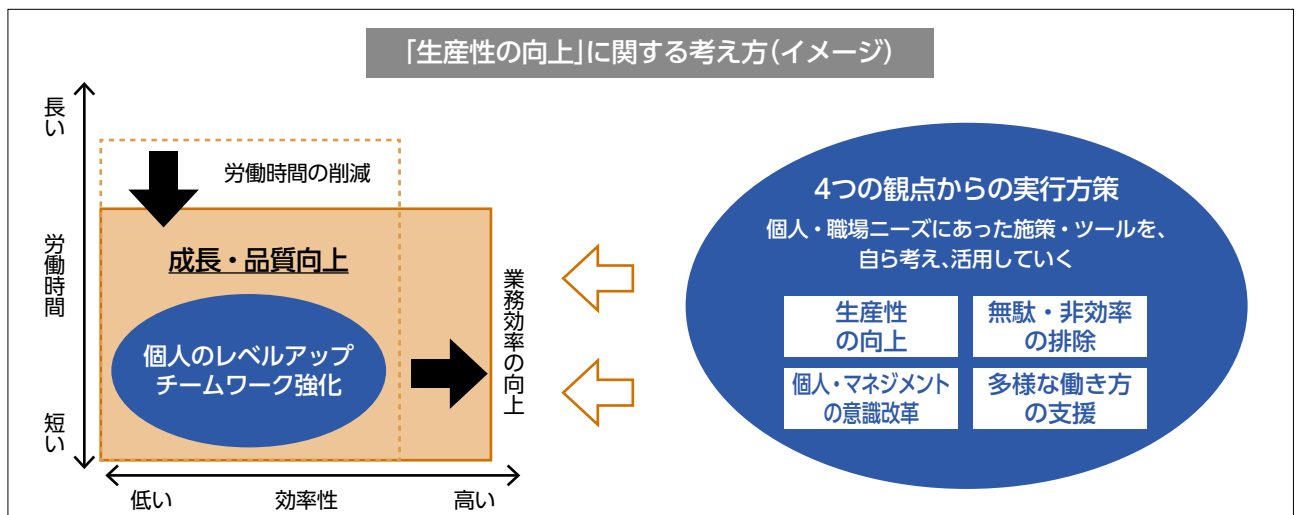 「生産性の向上」に関する考え方（イメージ）
長い
労働時間
短い
労働時間の削減
成長・品質向上
個人のレベルアップ
チームワーク強化
業務効率の向上
低い
効率性
高い
4つの観点からの実行方策
個人・職場ニーズにあった施策・ツールを、
自ら考え、活用していく
生産性
の向上
無駄・非効率
の排除
個人・マネジメント
の意識改革
多様な働き方
の支援